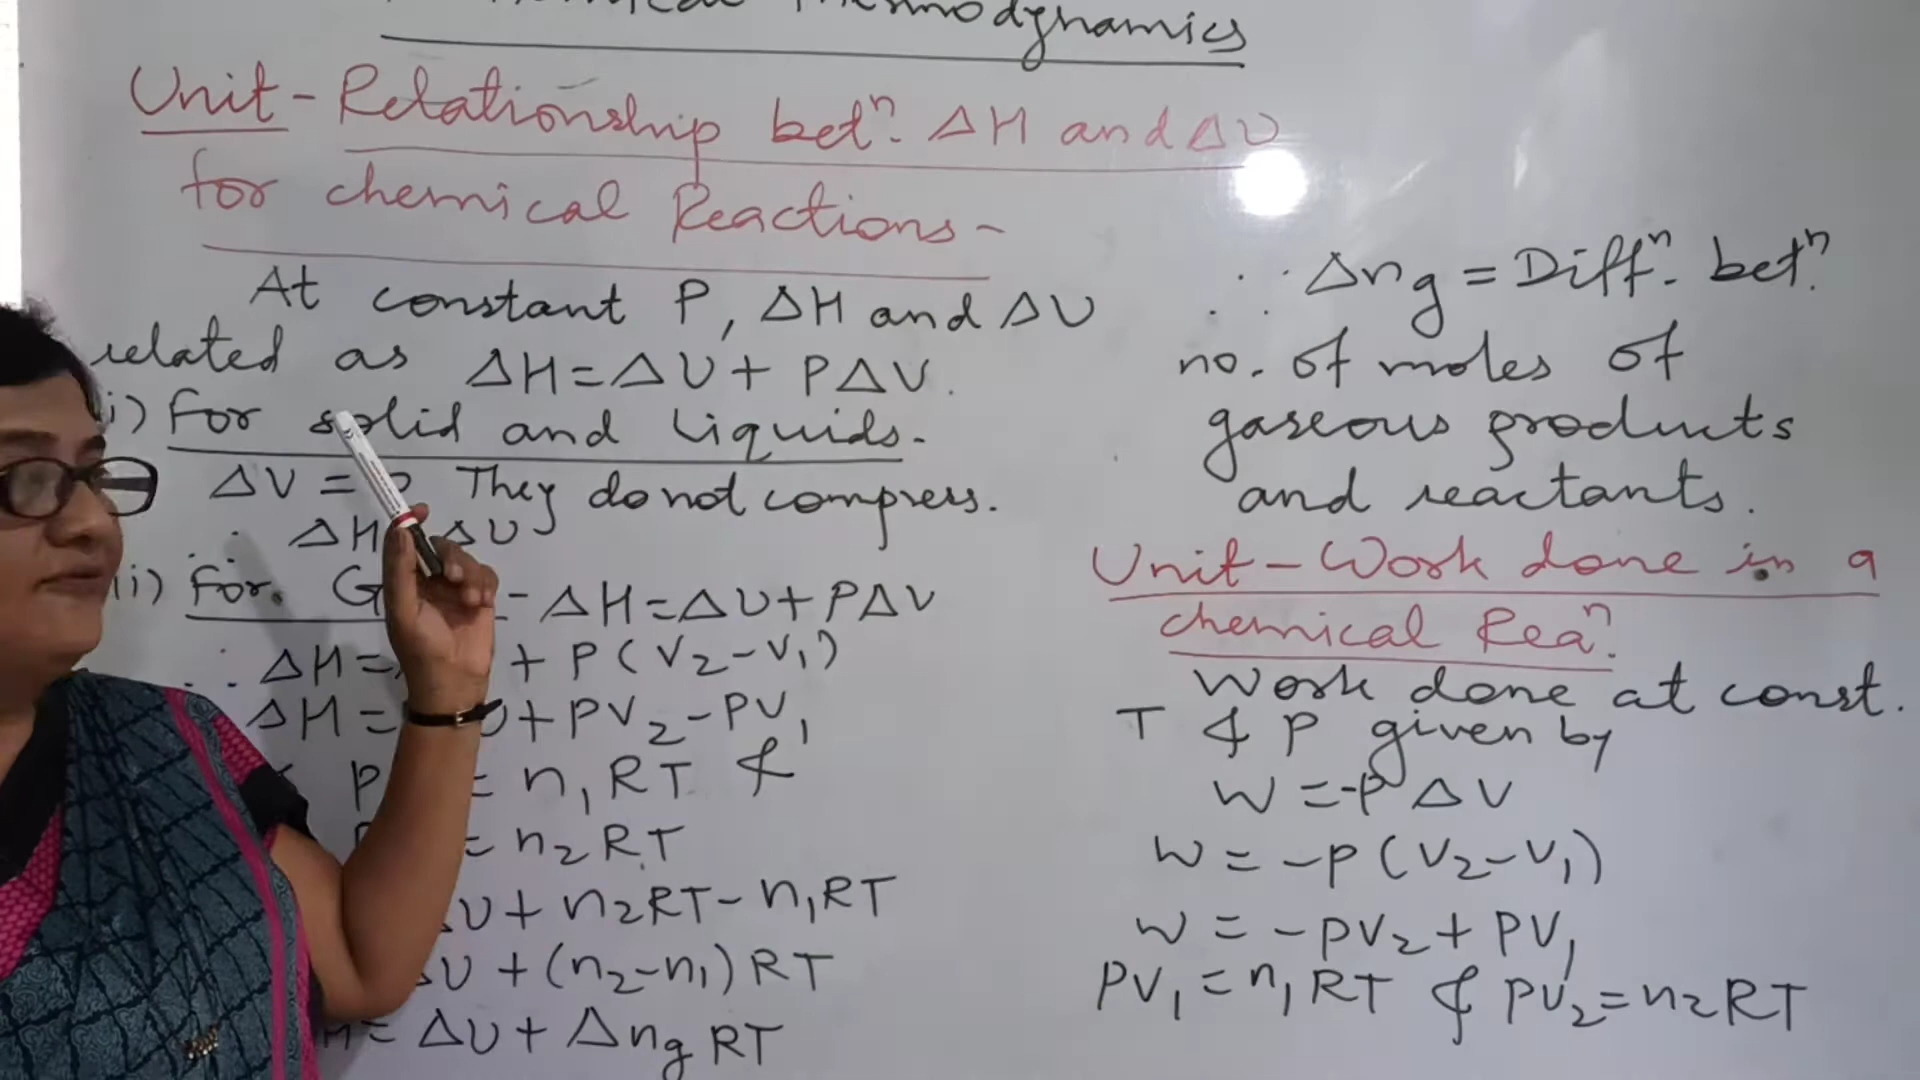 Thermodynamics
Unit - Relationship betⁿ. ΔH and ΔU
for chemical Reactions -
At constant P, ΔH and ΔU
related as ΔH = ΔU + PΔV.
i) For solid and Liquids.
ΔV = They do not compress.
∴ ΔH ΔU
ii) For G - ΔH = ΔU + PΔV
∴ ΔH = + P(V₂-V₁)
ΔH = U + PV₂ - PV₁
P = n₁RT &
= n₂RT
ΔU + n₂RT - n₁RT
ΔU + (n₂-n₁)RT
H = ΔU + Δng RT
∴ Δng = Diffⁿ. betⁿ.
no. of moles of
gaseous products
and reactants.
Unit - Work done in a
chemical Reaⁿ.
Work done at const.
T & P given by
W = -P ΔV
W = -P(V₂-V₁)
W = -PV₂ + PV₁
PV₁ = n₁RT & PV₂ = n₂RT